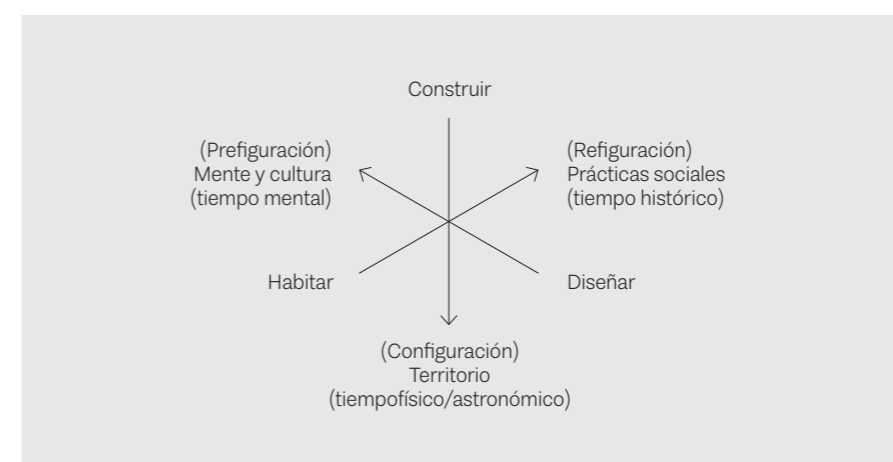 Construir
(Prefiguración)
Mente y cultura
(tiempo mental)
(Refiguración)
Prácticas sociales
(tiempo histórico)
Habitar
Diseñar
(Configuración)
Territorio
(tiempofísico/astronómico)